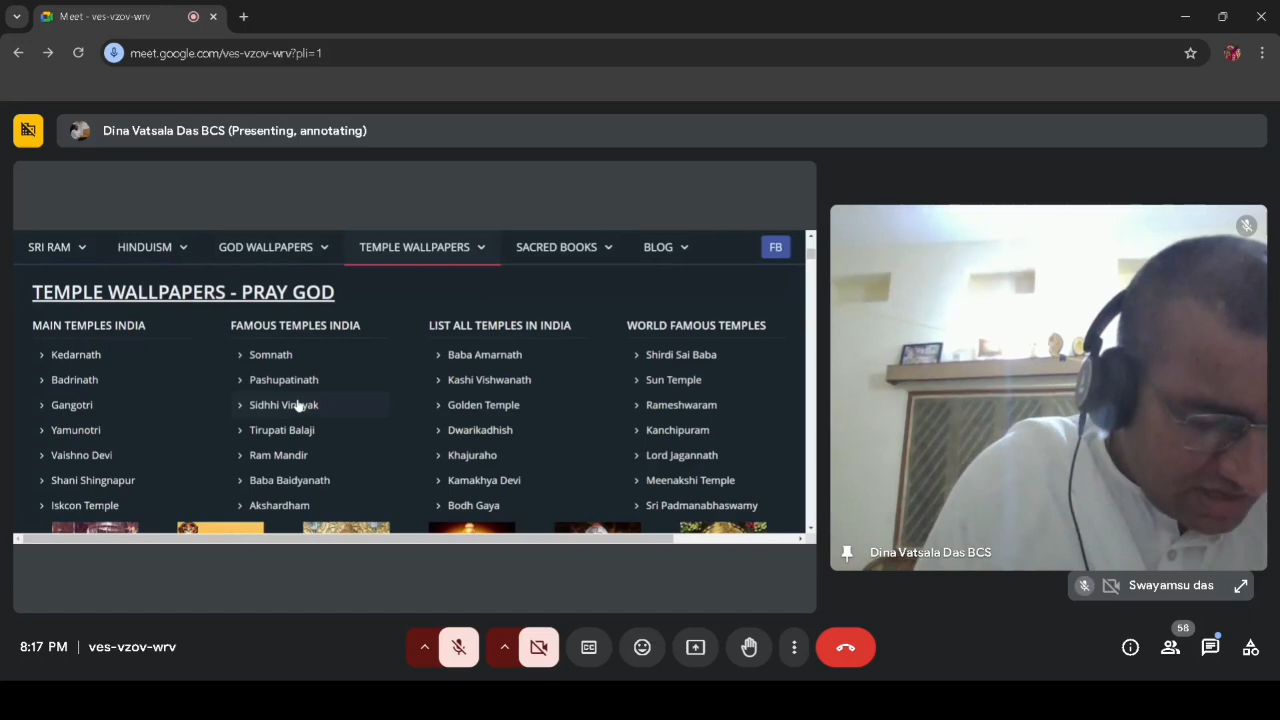 Meet - ves-vzov-wrv
meet.google.com/ves-vzov-wrv?pli=1
Dina Vatsala Das BCS (Presenting, annotating)
SRI RAM HINDUISM GOD WALLPAPERS TEMPLE WALLPAPERS SACRED BOOKS BLOG FB
TEMPLE WALLPAPERS - PRAY GOD
MAIN TEMPLES INDIA FAMOUS TEMPLES INDIA LIST ALL TEMPLES IN INDIA WORLD FAMOUS TEMPLES
Kedarnath Somnath Baba Amarnath Shirdi Sai Baba
Badrinath Pashupatinath Kashi Vishwanath Sun Temple
Gangotri Sidhhi Vinayak Golden Temple Rameshwaram
Yamunotri Tirupati Balaji Dwarikadhish Kanchipuram
Vaishno Devi Ram Mandir Khajuraho Lord Jagannath
Shani Shingnapur Baba Baidyanath Kamakhya Devi Meenakshi Temple
Iskcon Temple Akshardham Bodh Gaya Sri Padmanabhaswamy
Dina Vatsala Das BCS
Swayamsu das
58
8:17 PM ves-vzov-wrv